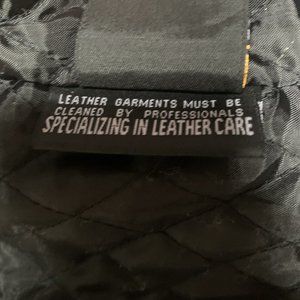 LEATHER GARMENTS MUST BE
CLEANED BY PROFESSIONALS
SPECIALIZING IN LEATHER CARE